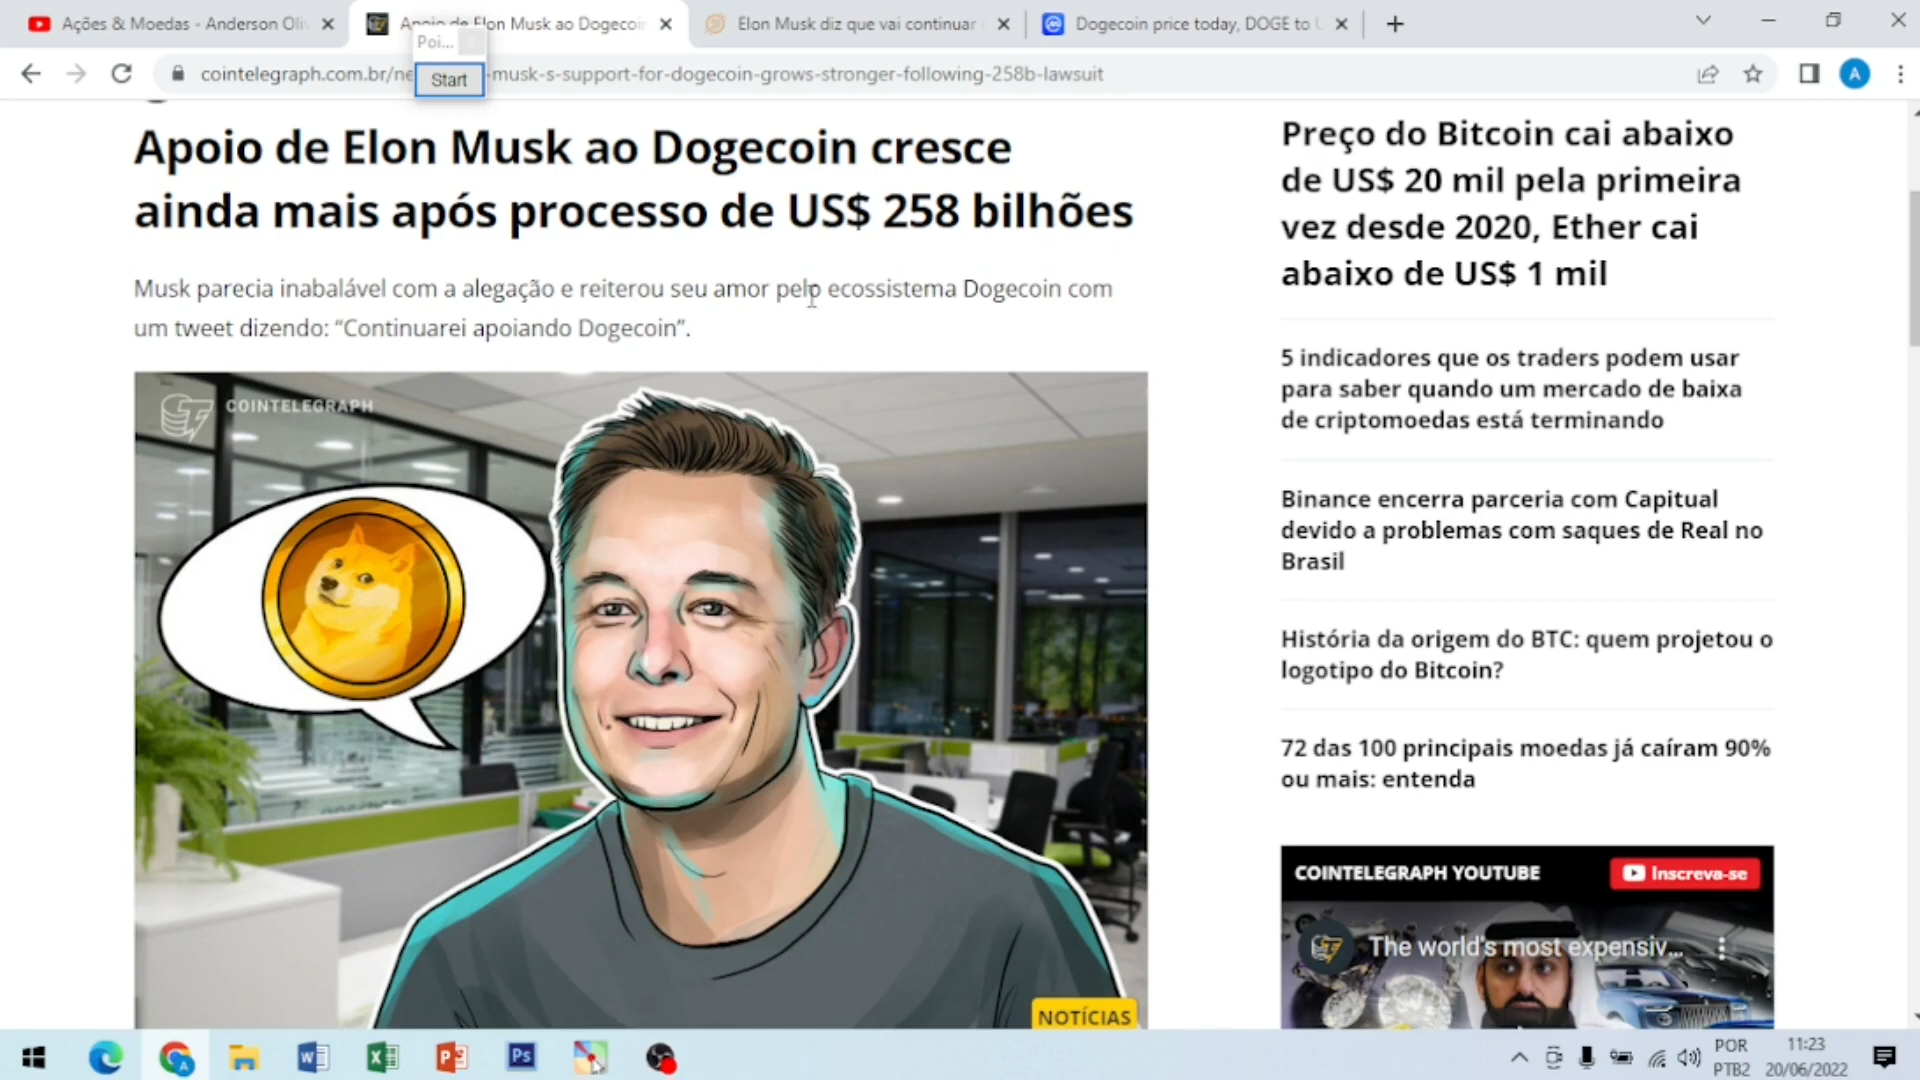 Ações & Moedas - Anderson Oli
Apoio de Elon Musk ao Dogecoin
Elon Musk diz que vai continuar
Dogecoin price today, DOGE to
Poi...
Start
cointelegraph.com.br/ne
-musk-s-support-for-dogecoin-grows-stronger-following-258b-lawsuit
A
Apoio de Elon Musk ao Dogecoin cresce
ainda mais após processo de US$ 258 bilhões
Musk parecia inabalável com a alegação e reiterou seu amor pelo ecossistema Dogecoin com
um tweet dizendo: “Continuarei apoiando Dogecoin”.
COINTELEGRAPH
NOTÍCIAS
Preço do Bitcoin cai abaixo
de US$ 20 mil pela primeira
vez desde 2020, Ether cai
abaixo de US$ 1 mil
5 indicadores que os traders podem usar
para saber quando um mercado de baixa
de criptomoedas está terminando
Binance encerra parceria com Capitual
devido a problemas com saques de Real no
Brasil
História da origem do BTC: quem projetou o
logotipo do Bitcoin?
72 das 100 principais moedas já caíram 90%
ou mais: entenda
COINTELEGRAPH YOUTUBE
Inscreva-se
The world's most expensiv...
POR
PTB2
11:23
20/06/2022